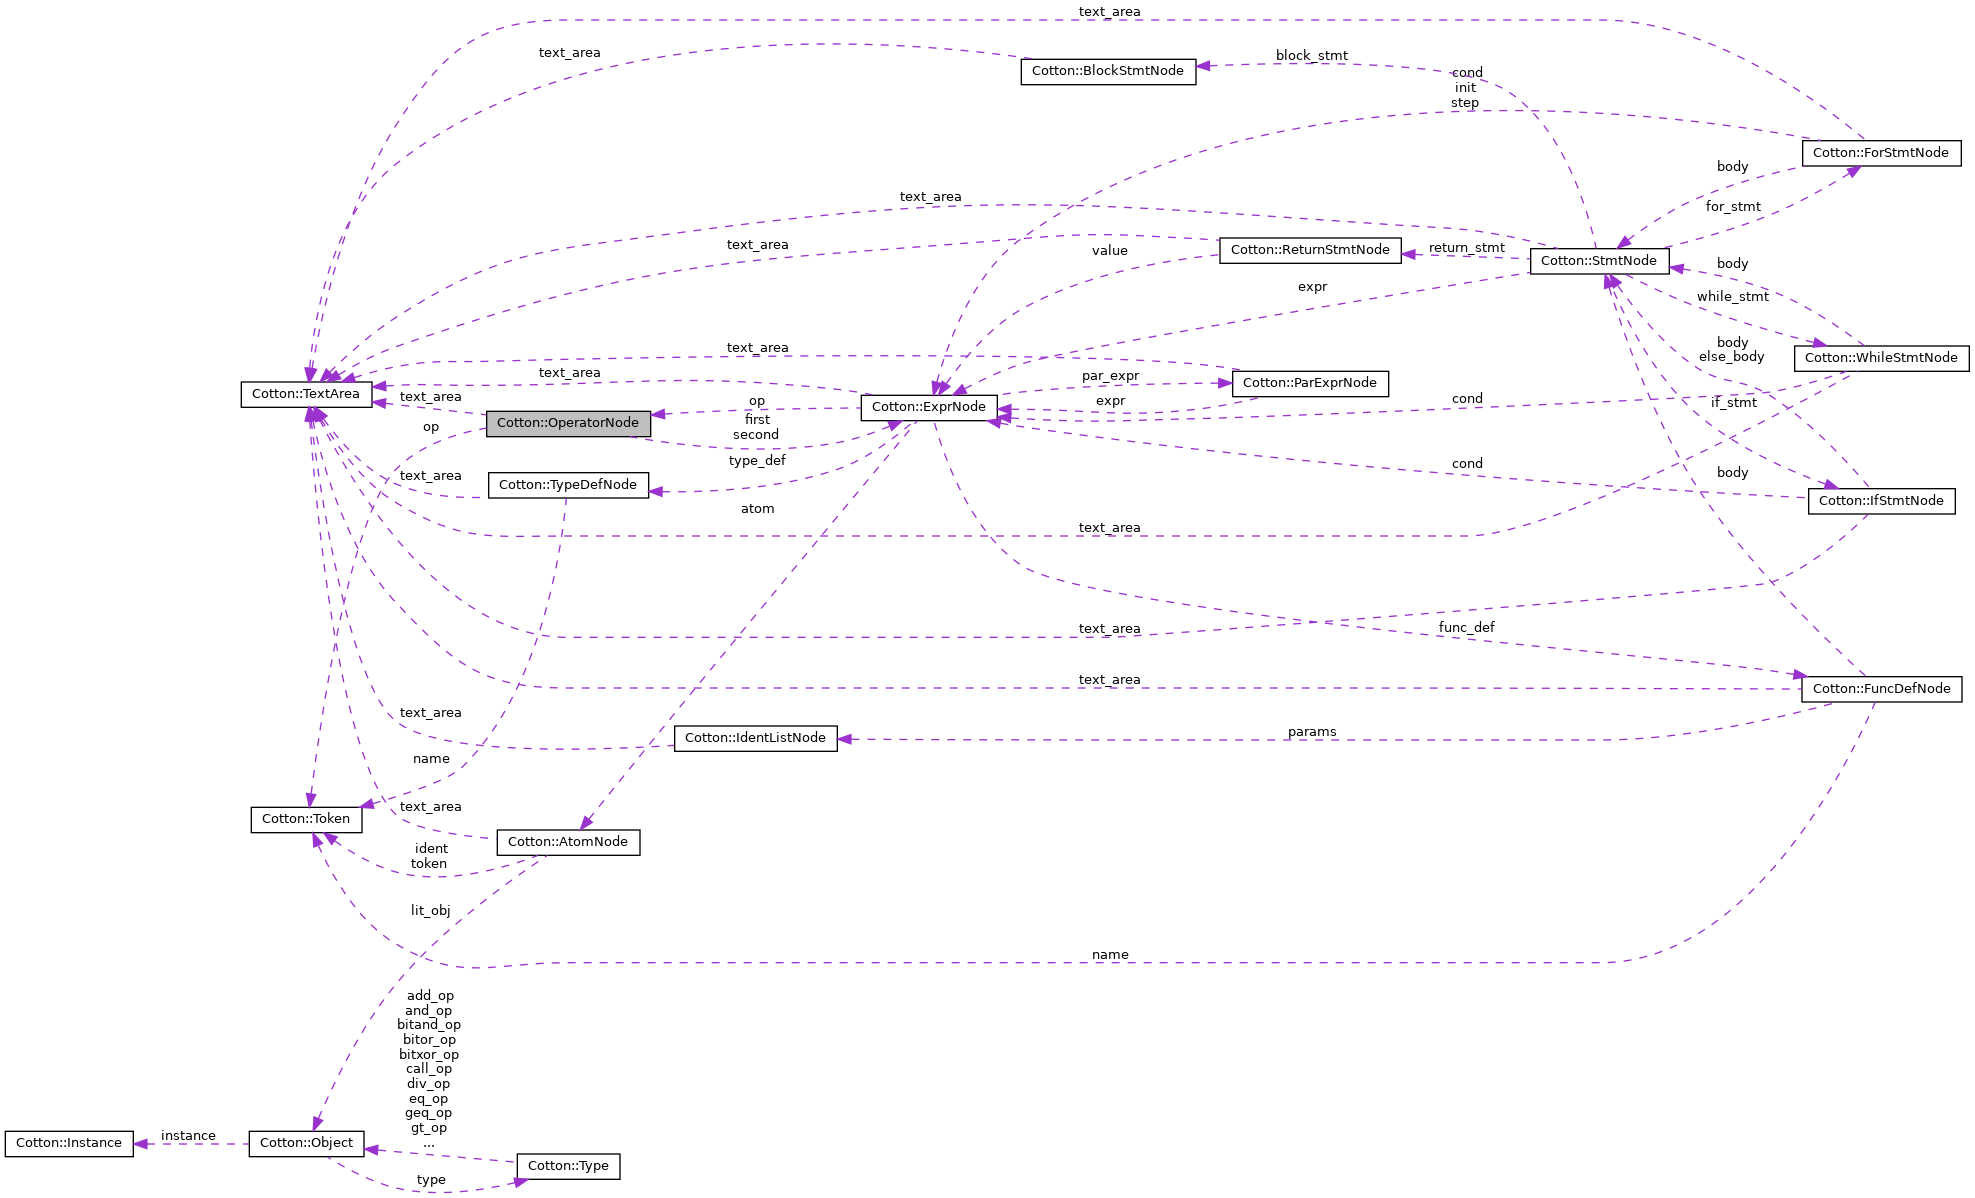 text_area
text_area
block_stmt
Cotton::BlockStmtNode
cond
init
step
Cotton::ForStmtNode
body
text_area
for_stmt
text_area
value
Cotton::ReturnStmtNode
return_stmt
Cotton::StmtNode
body
expr
while_stmt
text_area
body
else_body
Cotton::WhileStmtNode
text_area
par_expr
Cotton::ParExprNode
Cotton::TextArea
text_area
op
expr
cond
if_stmt
Cotton::ExprNode
Cotton::OperatorNode
first
second
op
type_def
cond
body
text_area
Cotton::TypeDefNode
atom
Cotton::IfStmtNode
text_area
text_area
func_def
text_area
Cotton::FuncDefNode
text_area
Cotton::IdentListNode
params
name
text_area
Cotton::Token
Cotton::AtomNode
ident
token
lit_obj
name
add_op
and_op
bitand_op
bitor_op
bitxor_op
call_op
div_op
eq_op
geq_op
gt_op
...
Cotton::Instance
instance
Cotton::Object
Cotton::Type
type